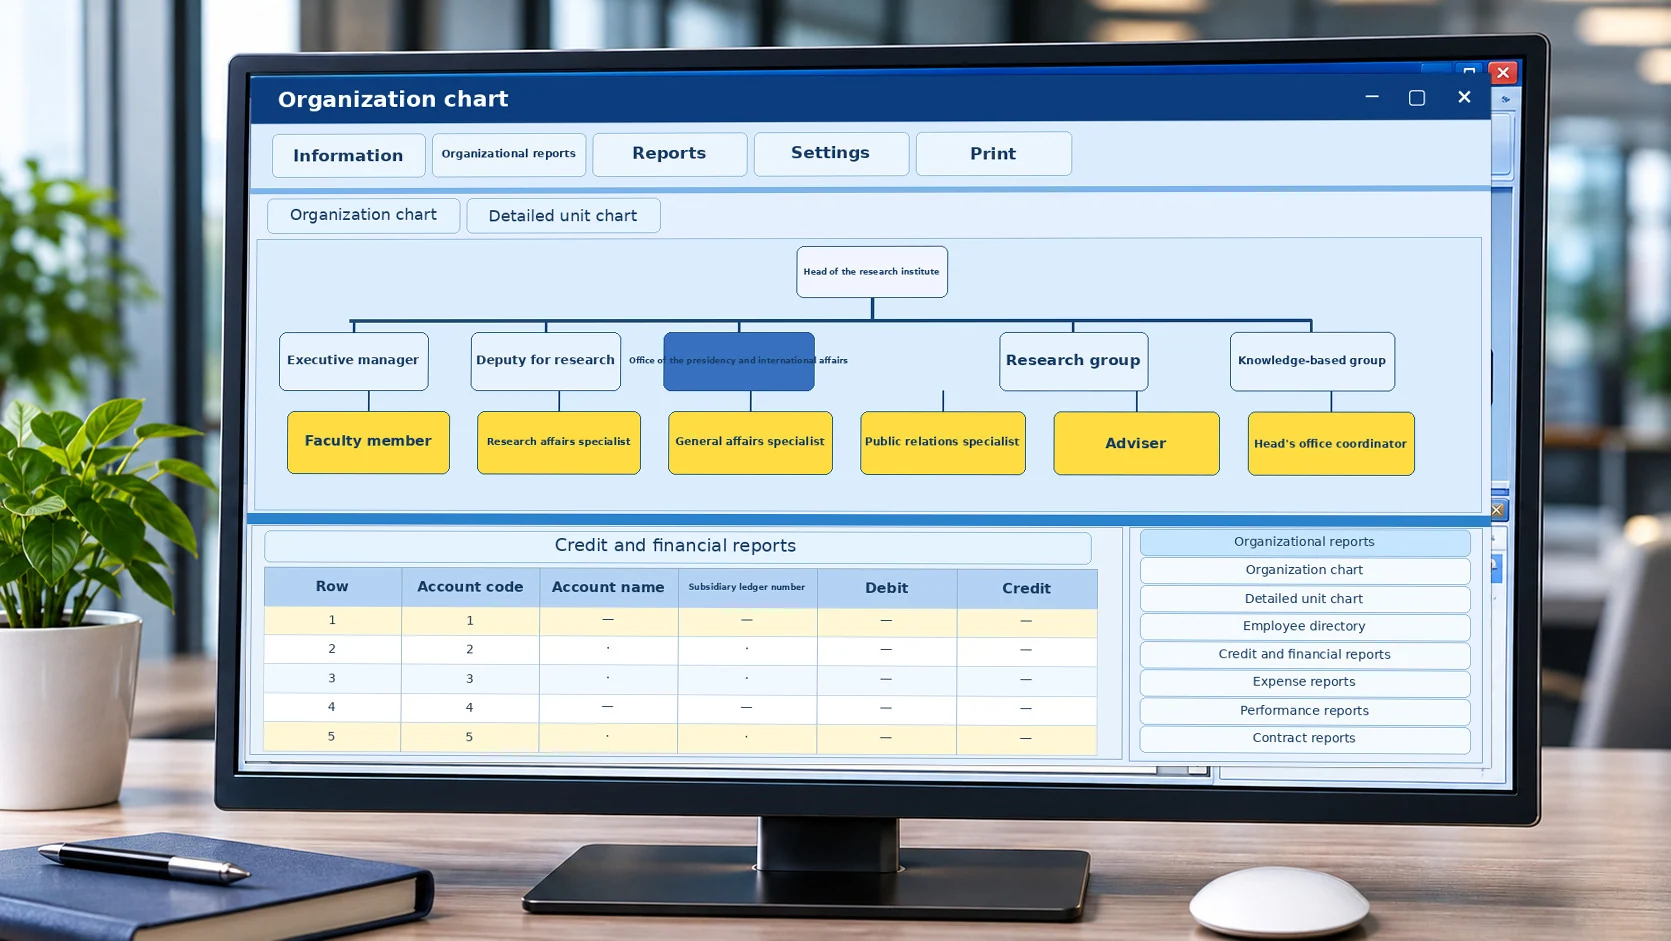 Organization chart
Information
Organizational reports
Reports
Settings
Print
Organization chart
Detailed unit chart
Head of the research institute
Executive manager
Deputy for research
Office of the presidency and international affairs
Research group
Knowledge-based group
Faculty member
Research affairs specialist
General affairs specialist
Public relations specialist
Adviser
Head's office coordinator
Credit and financial reports
Row Account code Account name Subsidiary ledger number Debit Credit
1 1 — — — —
2 2 · · — —
3 3 · · — —
4 4 — — — —
5 5 · · — —
Organizational reports
Organization chart
Detailed unit chart
Employee directory
Credit and financial reports
Expense reports
Performance reports
Contract reports